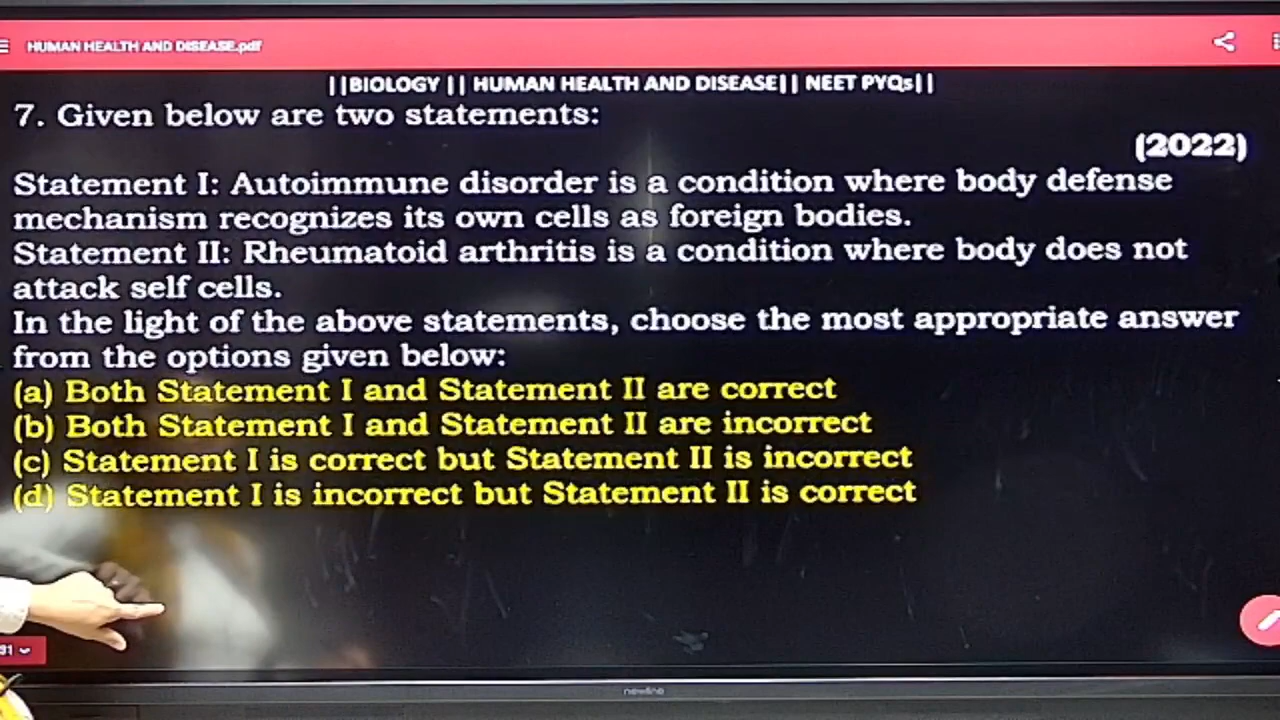 HUMAN HEALTH AND DISEASE.pdf
||BIOLOGY || HUMAN HEALTH AND DISEASE|| NEET PYQs||
7. Given below are two statements:
(2022)
Statement I: Autoimmune disorder is a condition where body defense
mechanism recognizes its own cells as foreign bodies.
Statement II: Rheumatoid arthritis is a condition where body does not
attack self cells.
In the light of the above statements, choose the most appropriate answer
from the options given below:
(a) Both Statement I and Statement II are correct
(b) Both Statement I and Statement II are incorrect
(c) Statement I is correct but Statement II is incorrect
(d) Statement I is incorrect but Statement II is correct
31
newline